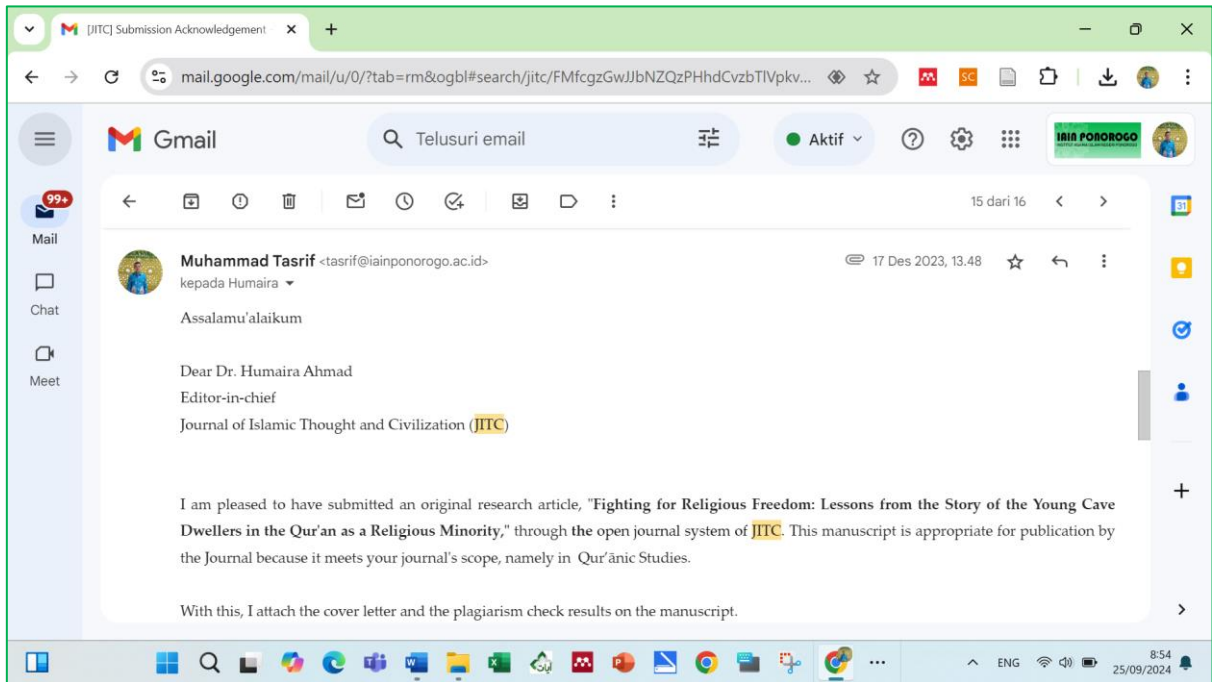 [JITC] Submission Acknowledgement
mail.google.com/mail/u/0/?tab=rm&ogbl#search/jitc/FMfcgzGwJJbNZQzPHhdCvzbTlVpkv...
SC
Gmail
Telusuri email
Aktif
IAIN PONOROGO
99+
Mail
Chat
Meet
15 dari 16
31
Muhammad Tasrif <tasrif@iainponorogo.ac.id>
17 Des 2023, 13.48
kepada Humaira
Assalamu'alaikum
Dear Dr. Humaira Ahmad
Editor-in-chief
Journal of Islamic Thought and Civilization (JITC)
I am pleased to have submitted an original research article, "Fighting for Religious Freedom: Lessons from the Story of the Young Cave
Dwellers in the Qur'an as a Religious Minority," through the open journal system of JITC. This manuscript is appropriate for publication by
the Journal because it meets your journal's scope, namely in Qur'ānic Studies.
With this, I attach the cover letter and the plagiarism check results on the manuscript.
ENG
8:54
25/09/2024